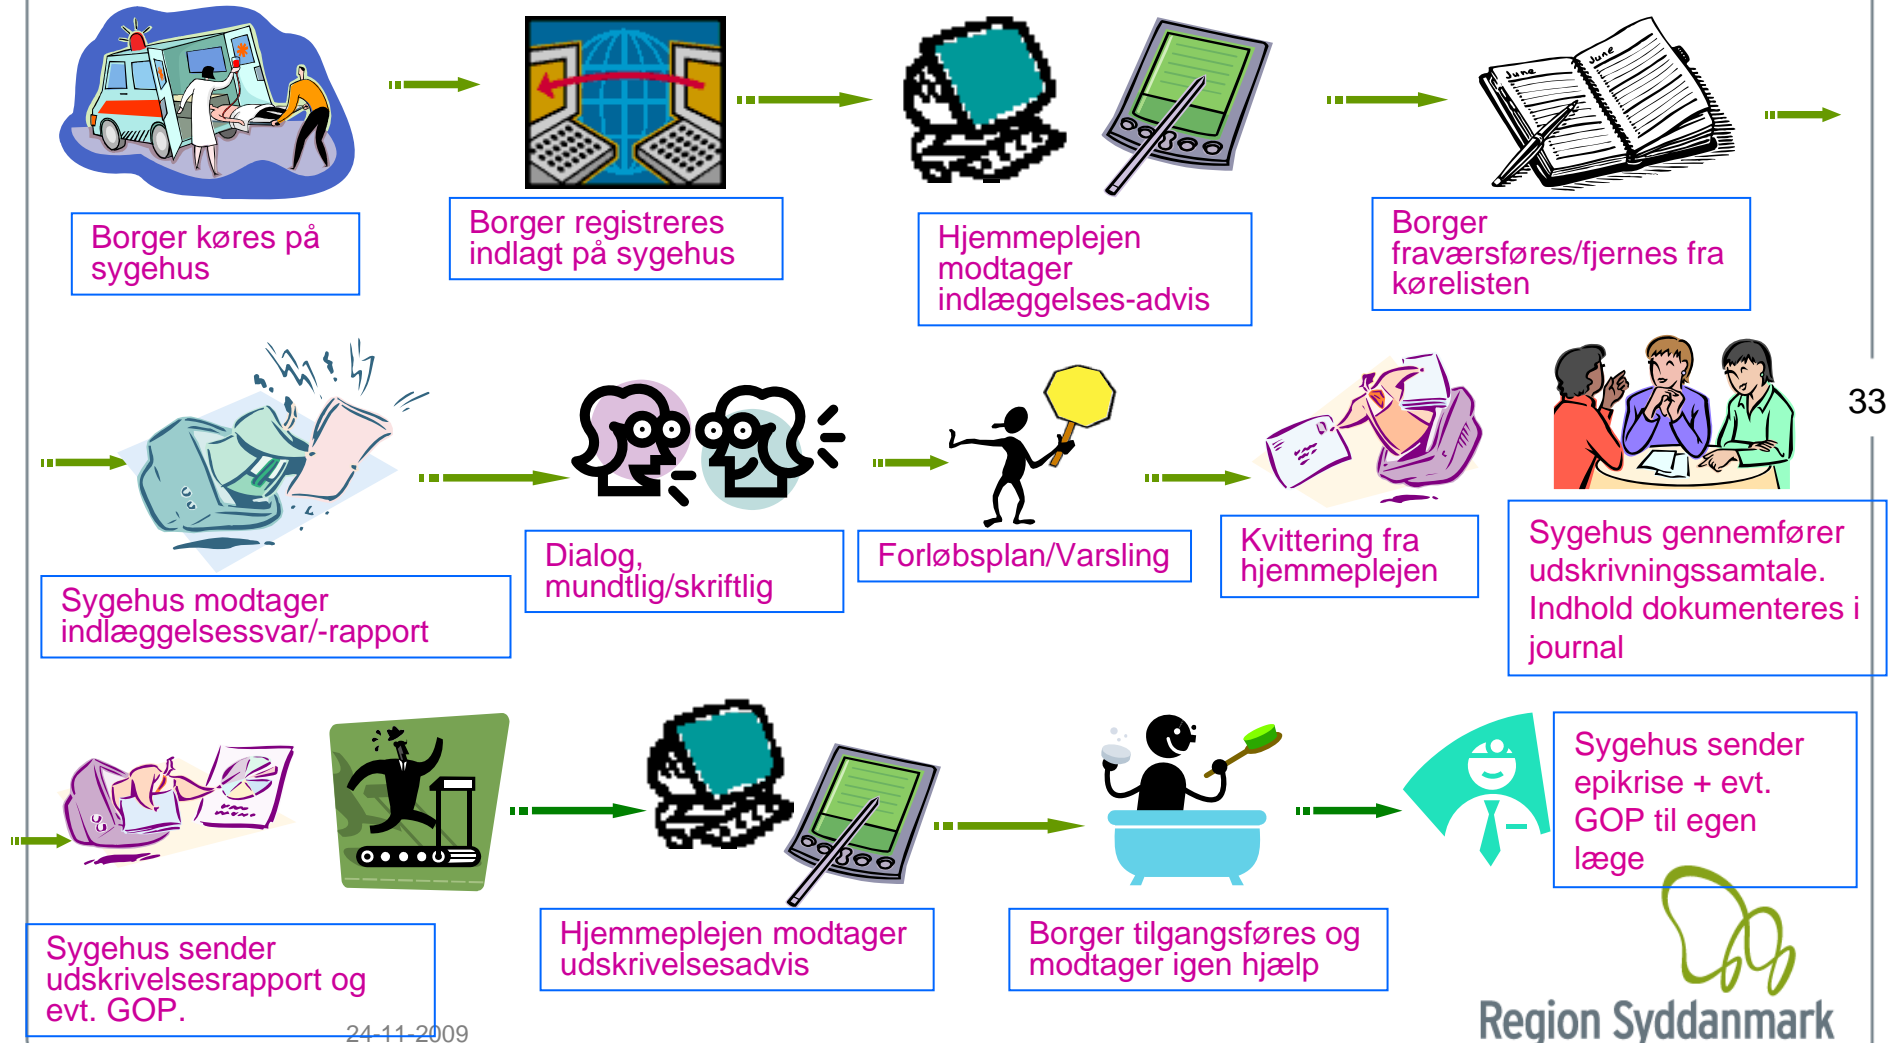 June
June
Borger køres på
sygehus
Borger registreres
indlagt på sygehus
Hjemmeplejen
modtager
indlæggelses-advis
Borger
fraværsføres/fjernes fra
kørelisten
33
Sygehus modtager
indlæggelsessvar/-rapport
Dialog,
mundtlig/skriftlig
Forløbsplan/Varsling
Kvittering fra
hjemmeplejen
Sygehus gennemfører
udskrivningssamtale.
Indhold dokumenteres i
journal
Sygehus sender
udskrivelsesrapport og
evt. GOP.
Hjemmeplejen modtager
udskrivelsesadvis
Borger tilgangsføres og
modtager igen hjælp
Sygehus sender
epikrise + evt.
GOP til egen
læge
24-11-2009
Region Syddanmark